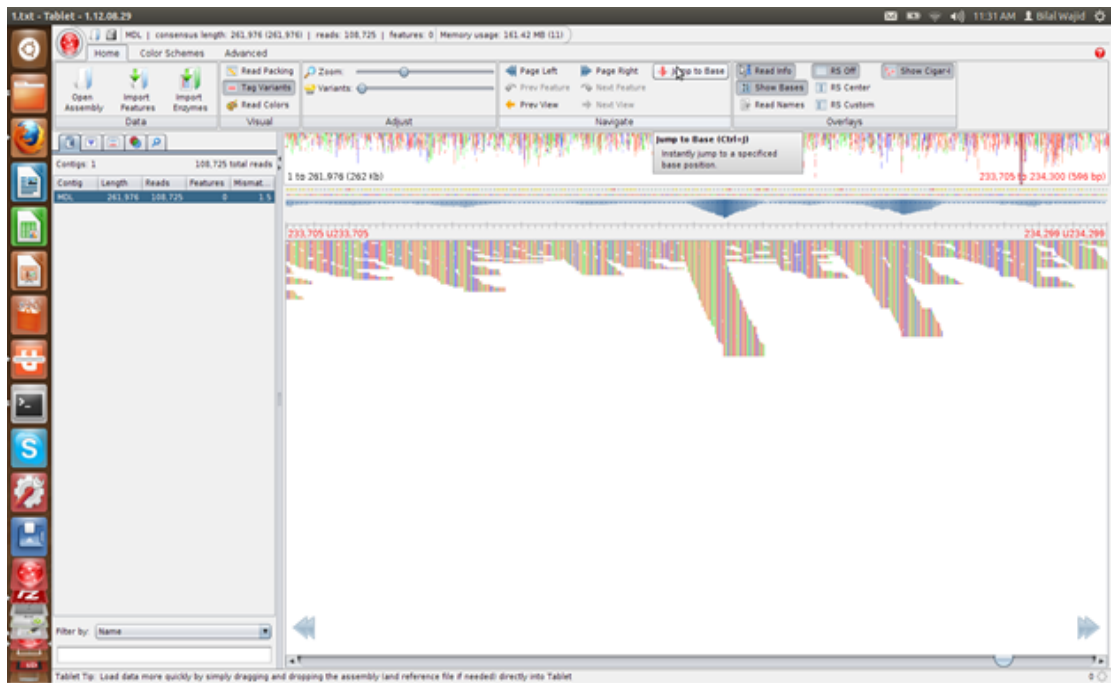 1.txt - Tablet - 1.12.08.29
11:31 AM Bilal Wajid
MDL | consensus length: 261,976 (261,976) | reads: 108,725 | features: 0 Memory usage: 161.42 MB (11)
Home Color Schemes Advanced
Open Assembly
Import Features
Import Enzymes
Data
Read Packing
Tag Variants
Read Colors
Visual
Zoom:
Variants:
Adjust
Page Left Page Right Jump to Base
Prev Feature Next Feature
Prev View Next View
Navigate
Read Info RS Off Show Cigar-I
Show Bases RS Center
Read Names RS Custom
Overlays
Jump to Base (Ctrl+J)
Instantly jump to a specificed
base position.
Contigs: 1 108,725 total reads
Contig Length Reads Features Mismat...
MDL 261,976 108,725 0 1.5
1 to 261,976 (262 Kb) 233,705 to 234,300 (596 bp)
233,705 U233,705 234,299 U234,299
Filter by: Name
Tablet Tip: Load data more quickly by simply dragging and dropping the assembly (and reference file if needed) directly into Tablet
0